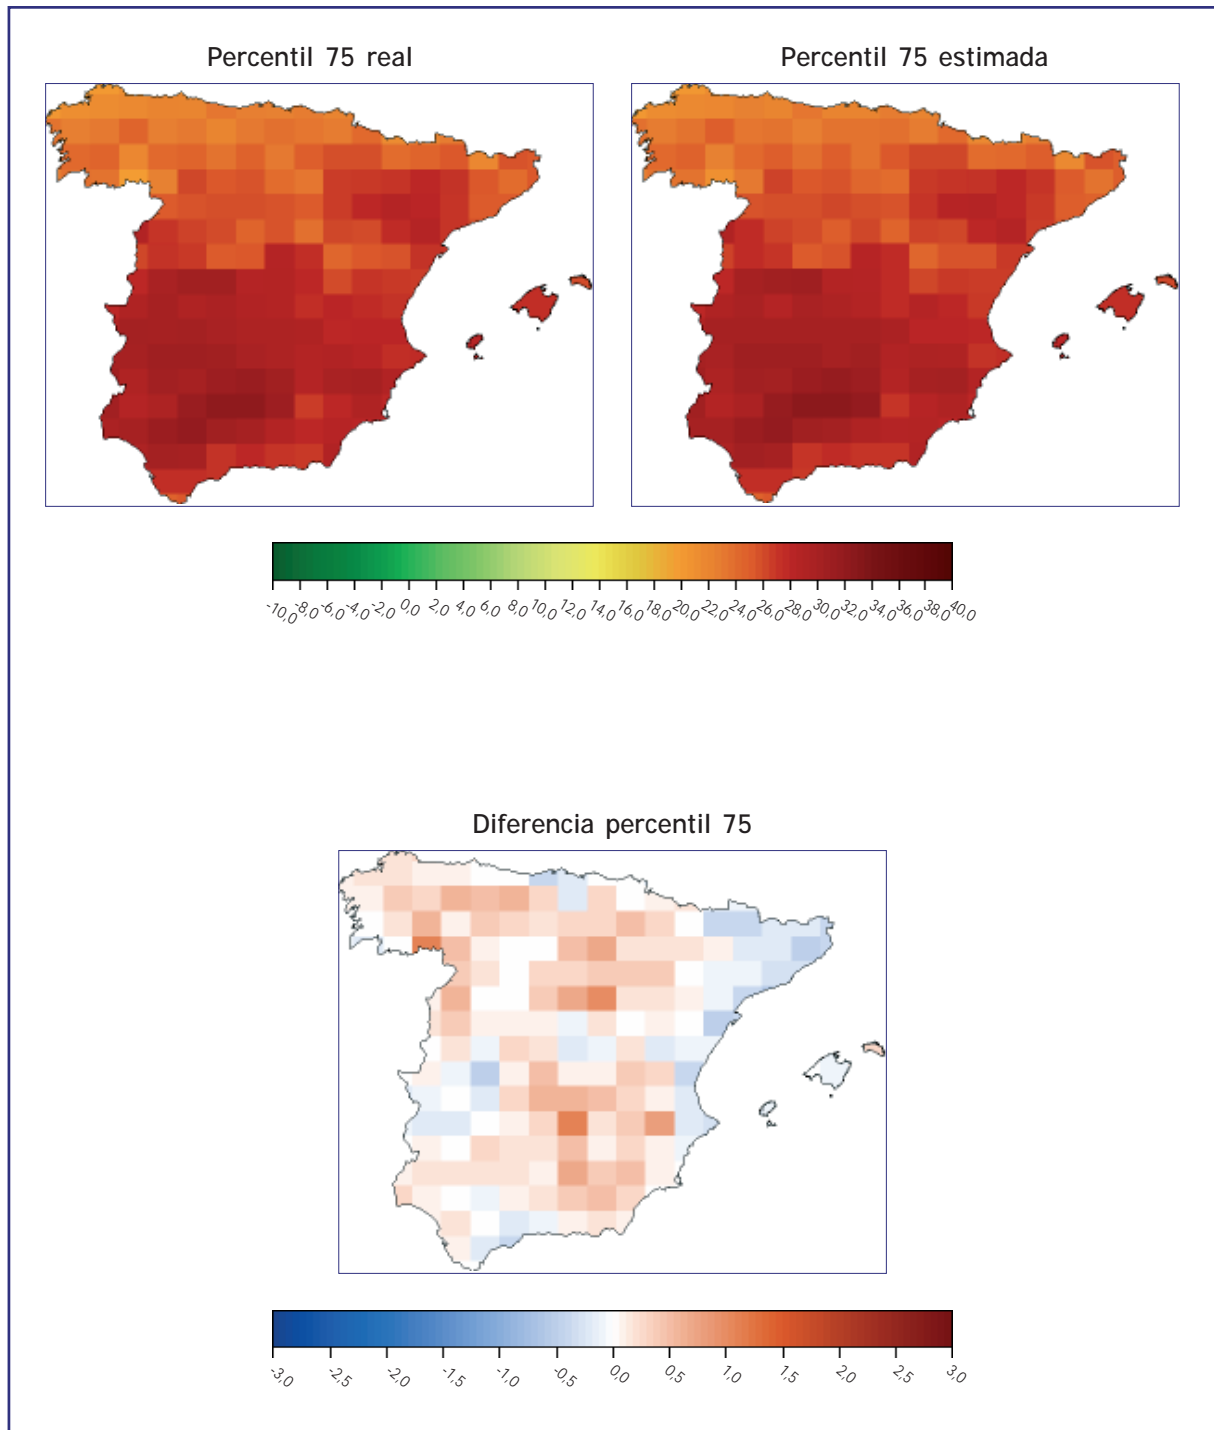 Percentil 75 real
Percentil 75 estimada
-10,0 -8,0 -6,0 -4,0 -2,0 0,0 2,0 4,0 6,0 8,0 10,0 12,0 14,0 16,0 18,0 20,0 22,0 24,0 26,0 28,0 30,0 32,0 34,0 36,0 38,0 40,0
Diferencia percentil 75
-3,0 -2,5 -2,0 -1,5 -1,0 -0,5 0,0 0,5 1,0 1,5 2,0 2,5 3,0